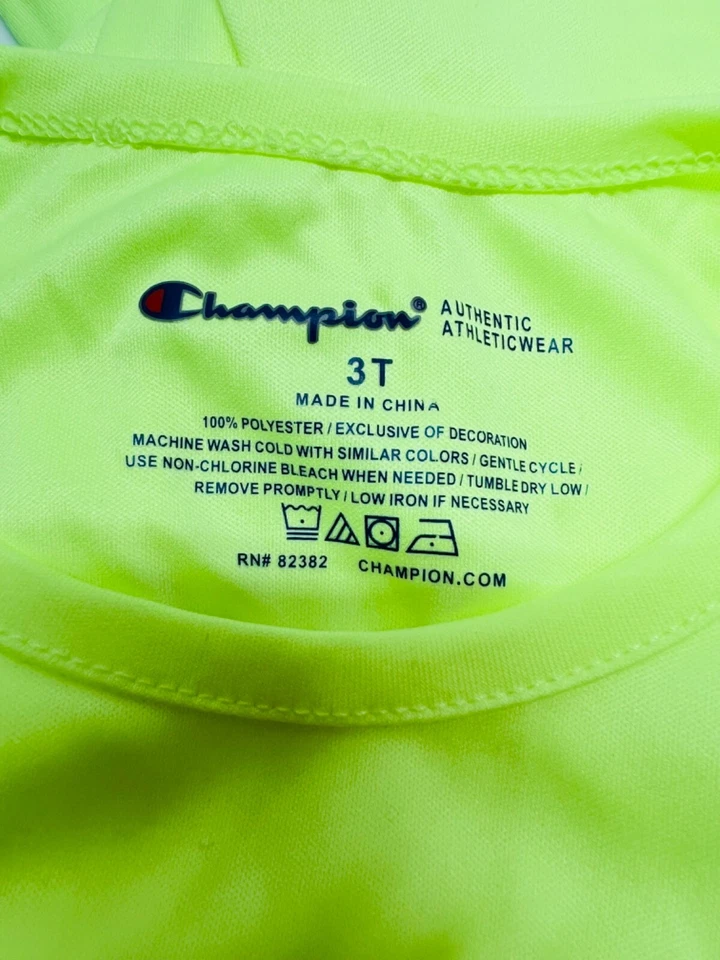 Champion® AUTHENTIC
ATHLETICWEAR
3T
MADE IN CHINA
100% POLYESTER / EXCLUSIVE OF DECORATION
MACHINE WASH COLD WITH SIMILAR COLORS / GENTLE CYCLE /
USE NON-CHLORINE BLEACH WHEN NEEDED / TUMBLE DRY LOW /
REMOVE PROMPTLY / LOW IRON IF NECESSARY
RN# 82382 CHAMPION.COM